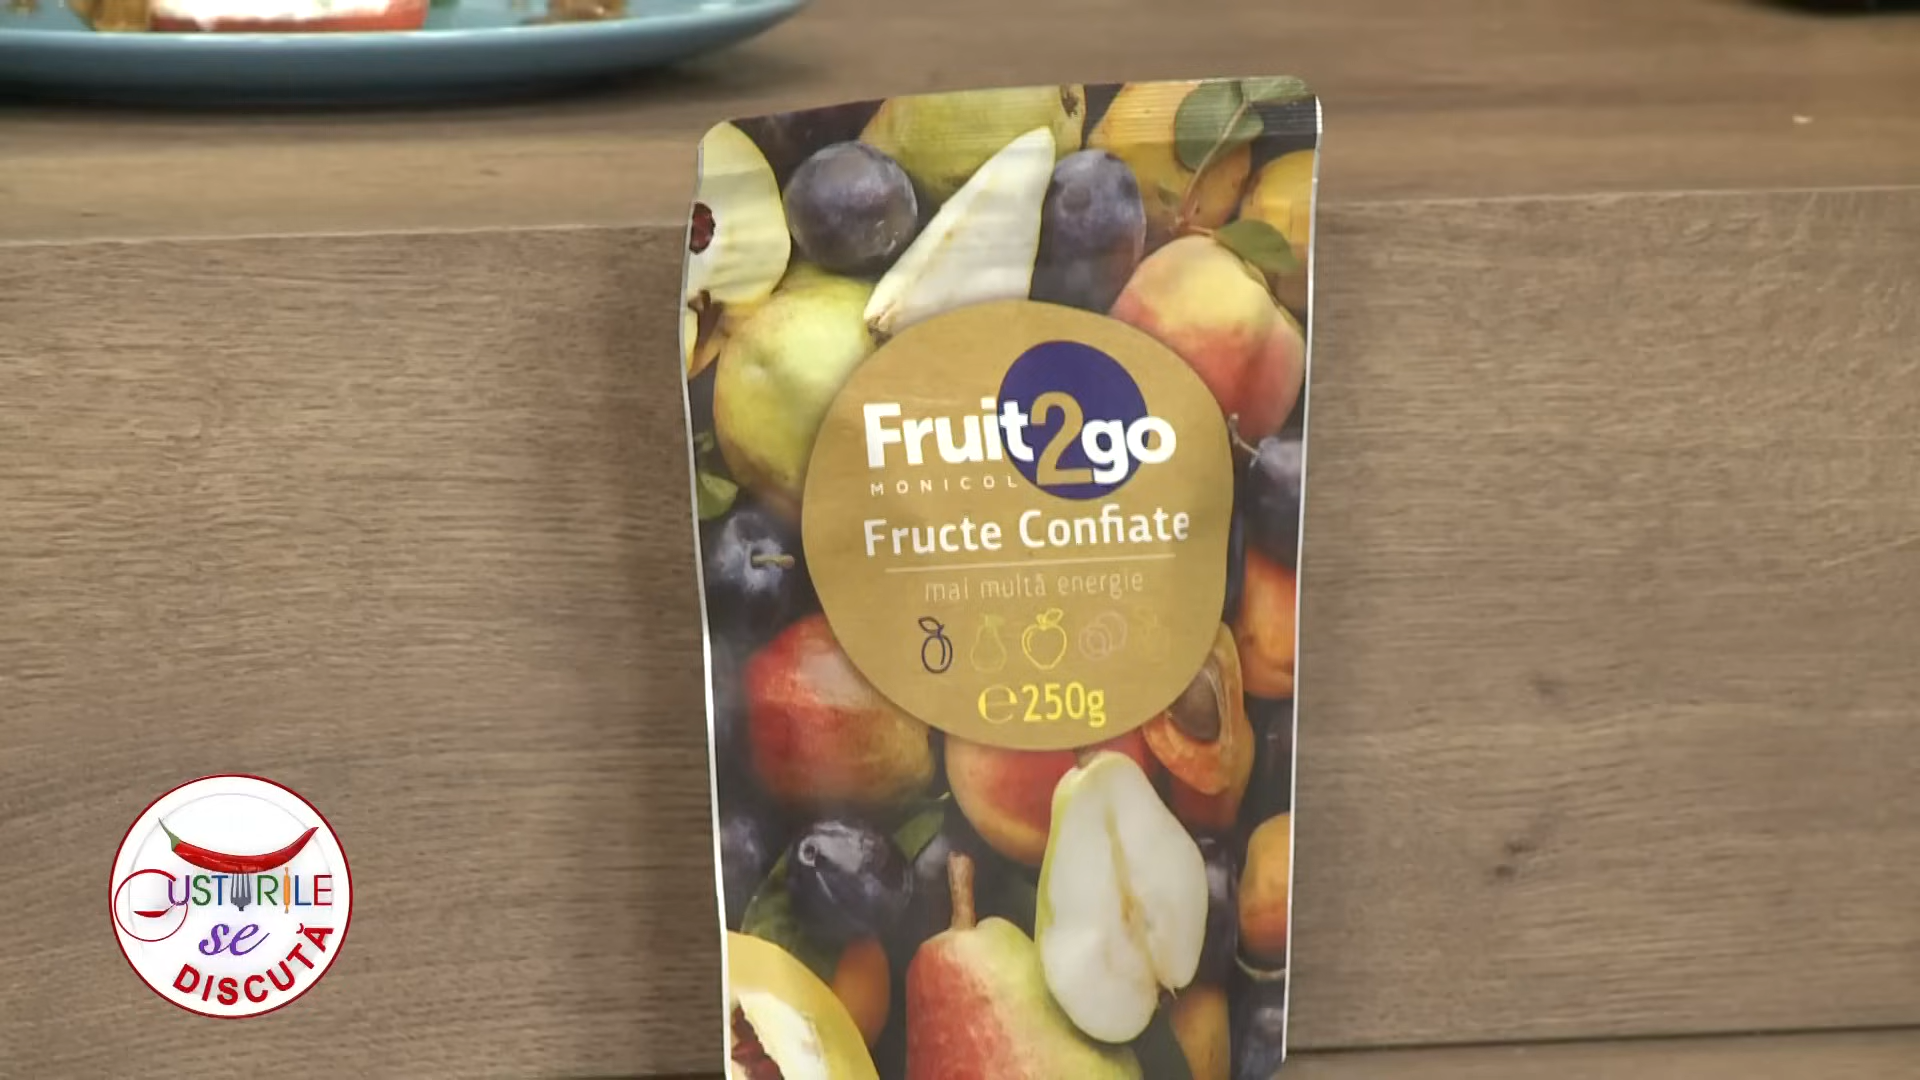 Fruit2go
MONICOL
Fructe Confiate
mai multă energie
℮250g
GUSTURILE
se
DISCUTĂ